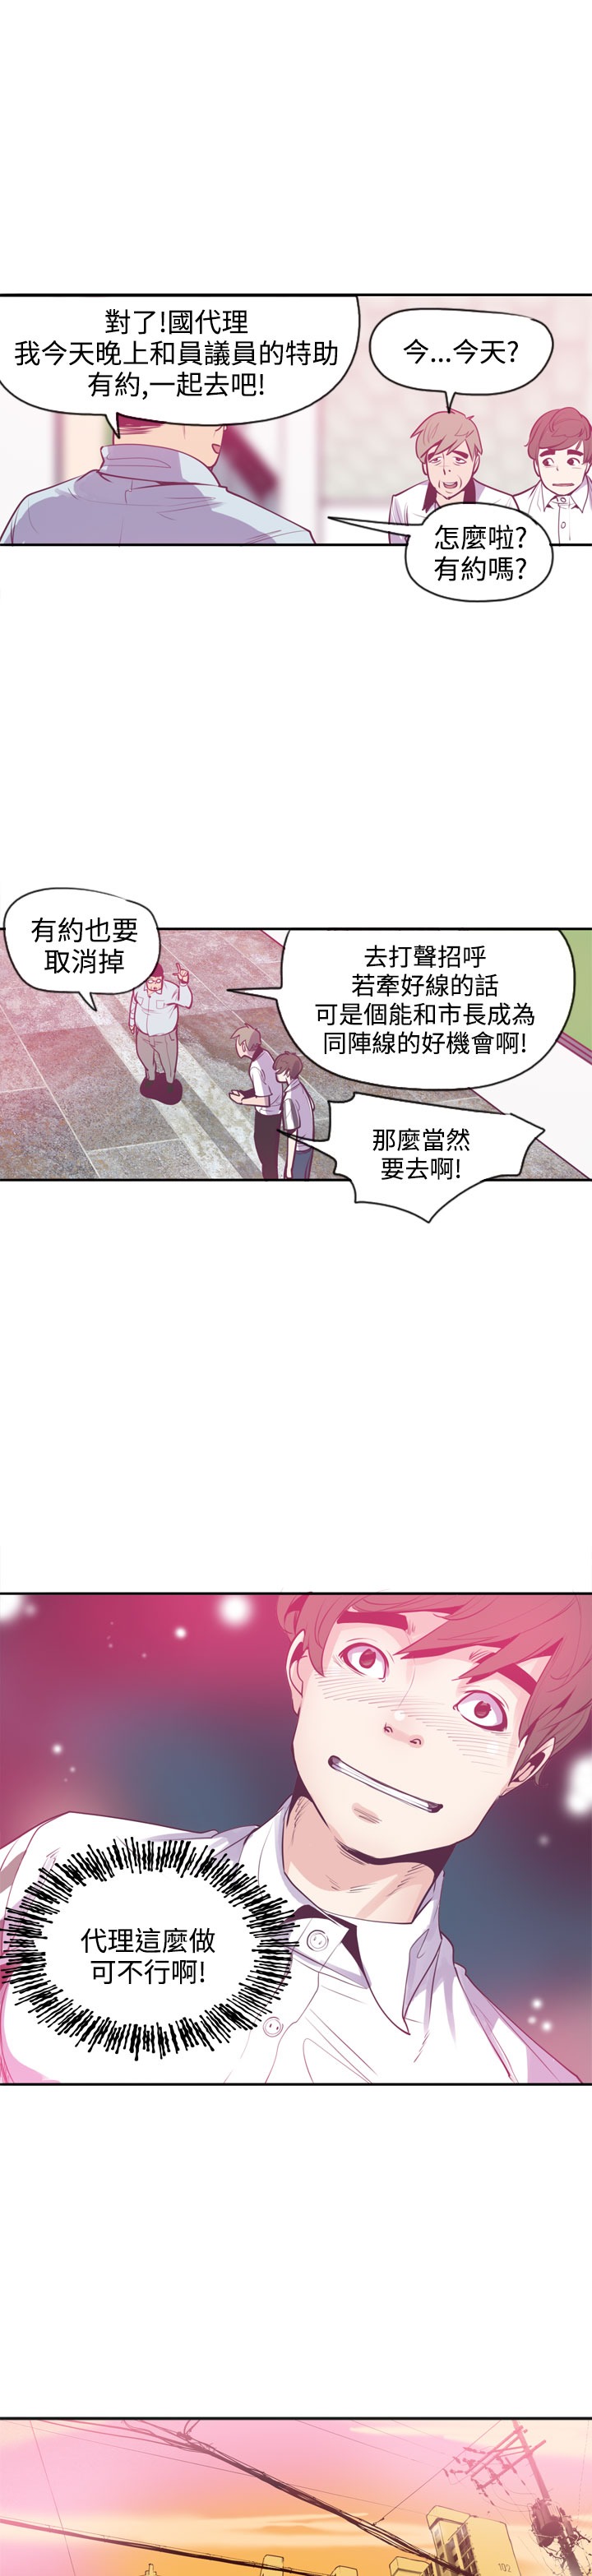 對了!國代理
我今天晚上和員議員的特助
有約,一起去吧!
今...今天?
怎麼啦?
有約嗎?
有約也要
取消掉
去打聲招呼
若牽好線的話
可是個能和市長成為
同陣線的好機會啊!
那麼當然
要去啊!
代理這麼做
可不行啊!
102